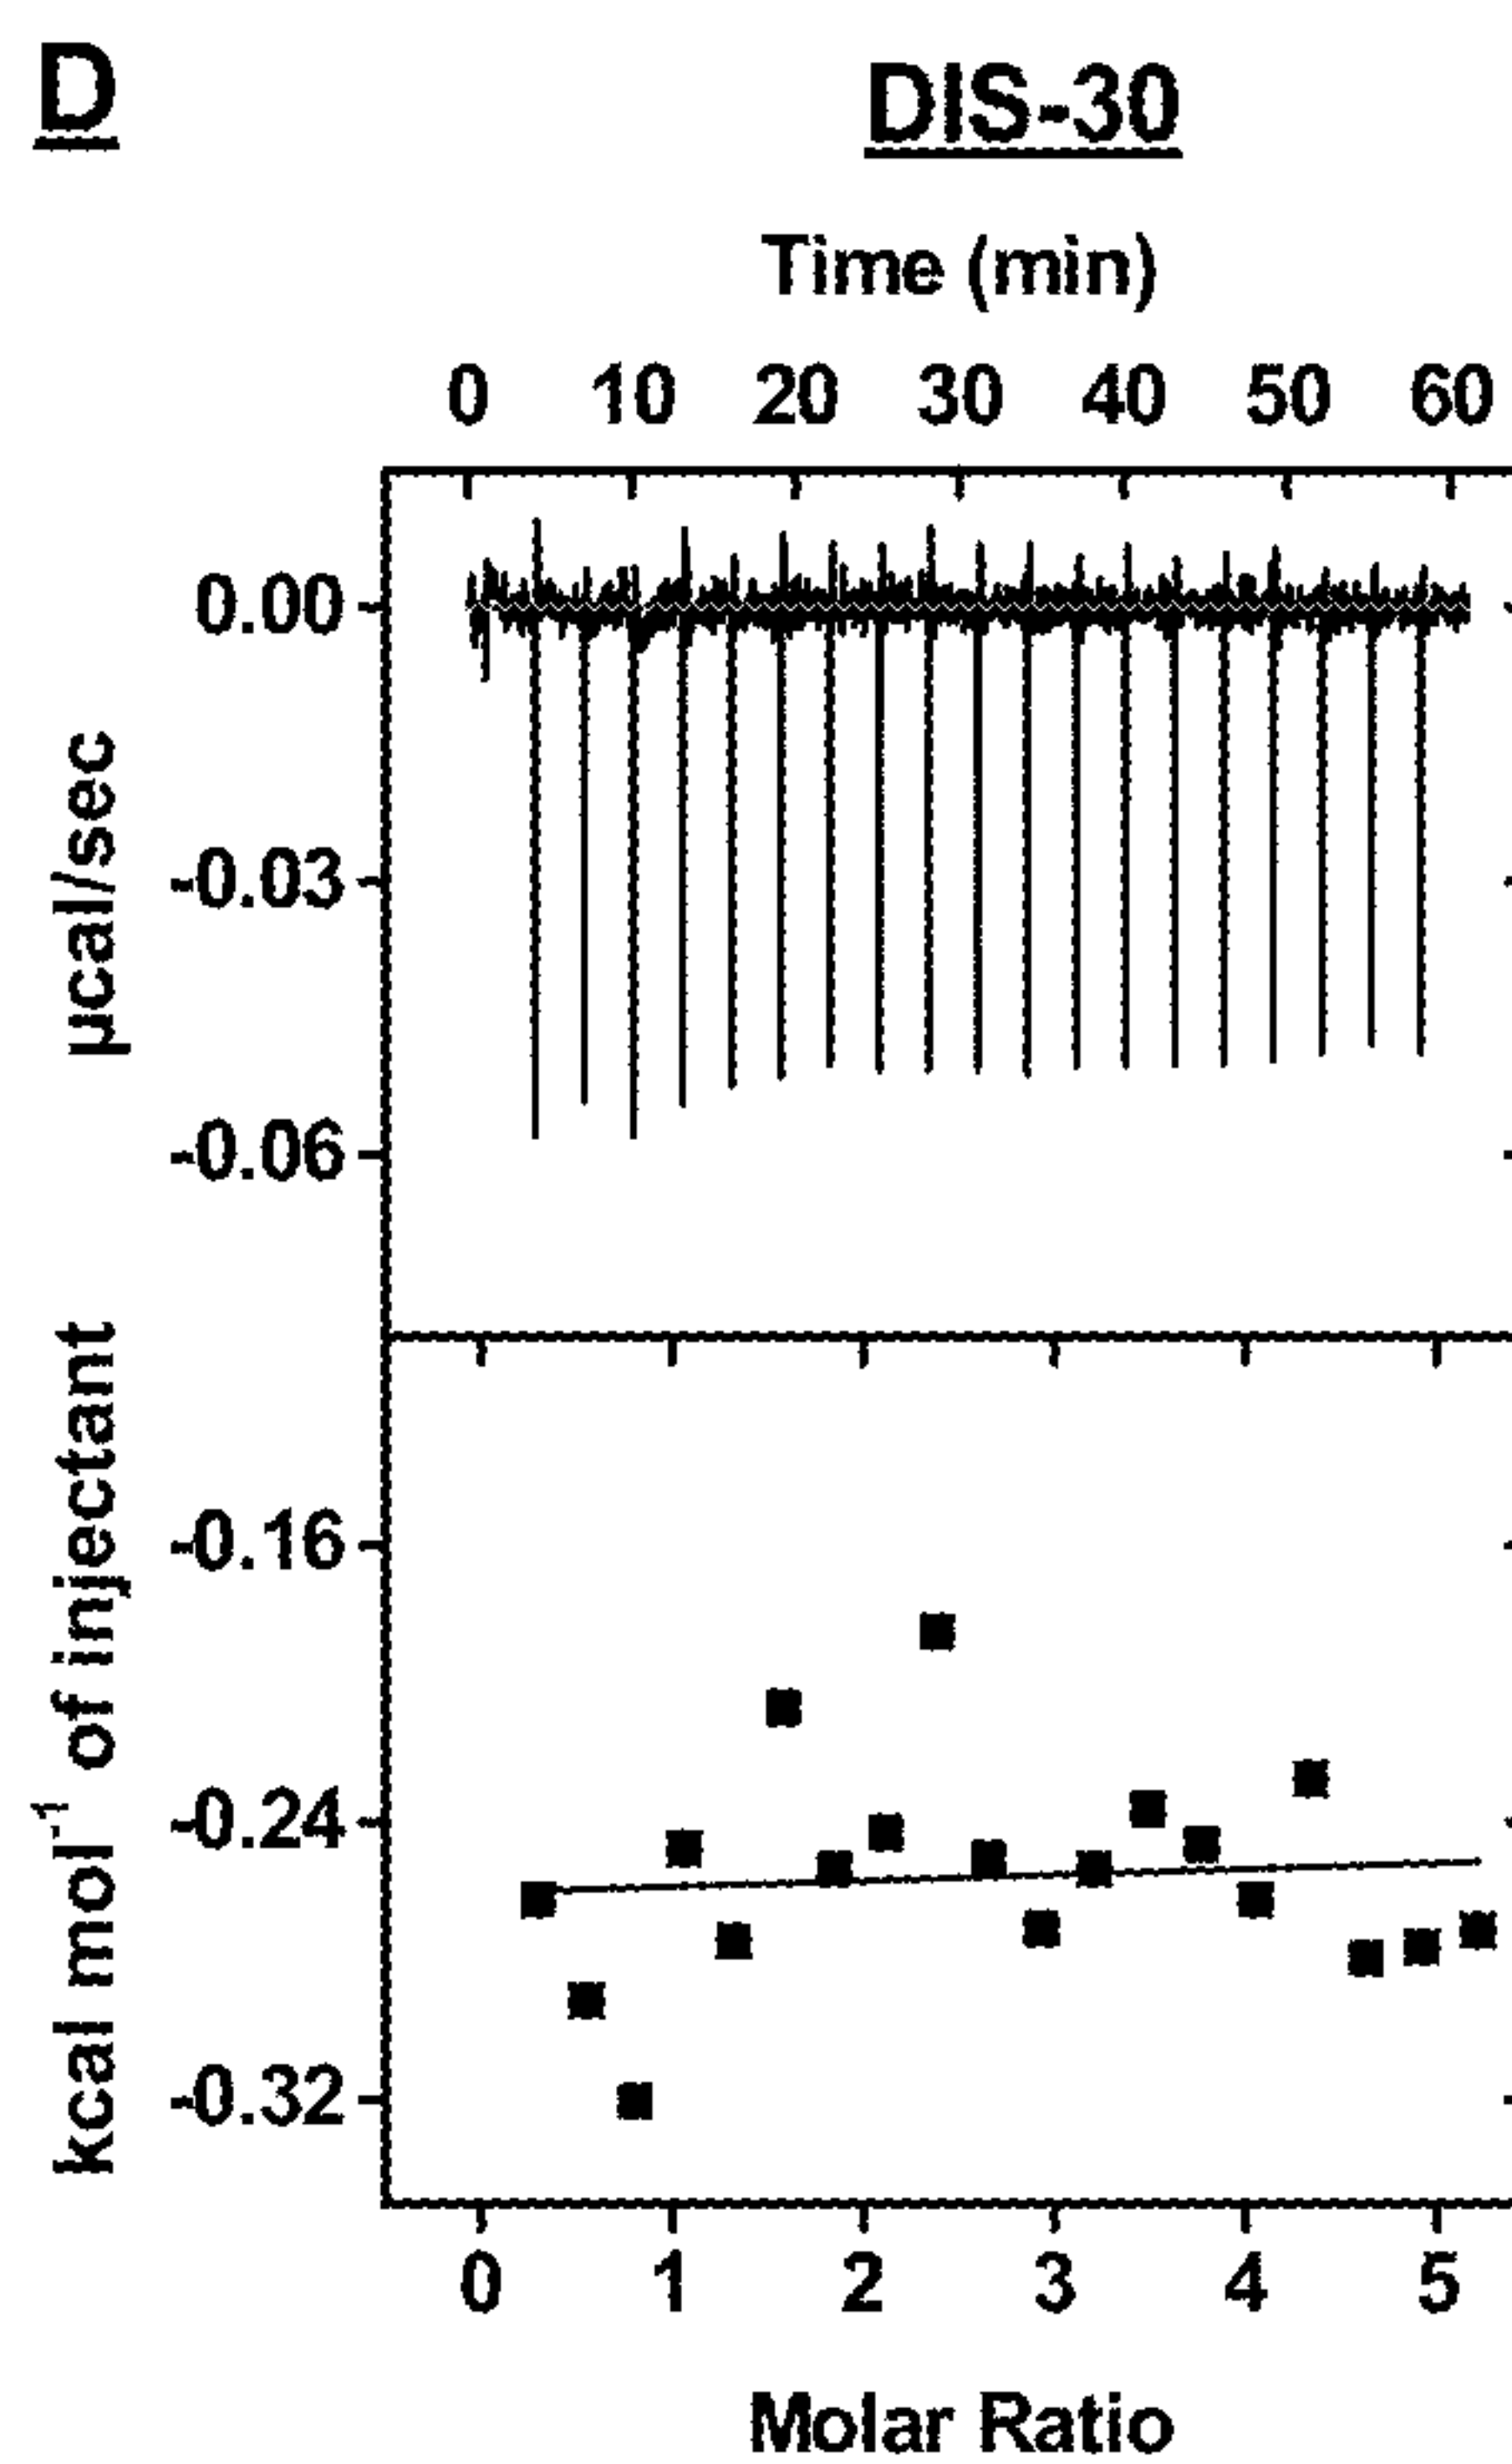 D
DIS-30
Time (min)
0 10 20 30 40 50 60
0.00
-0.03
-0.06
µcal/sec
-0.16
-0.24
-0.32
kcal mol⁻¹ of injectant
0 1 2 3 4 5
Molar Ratio